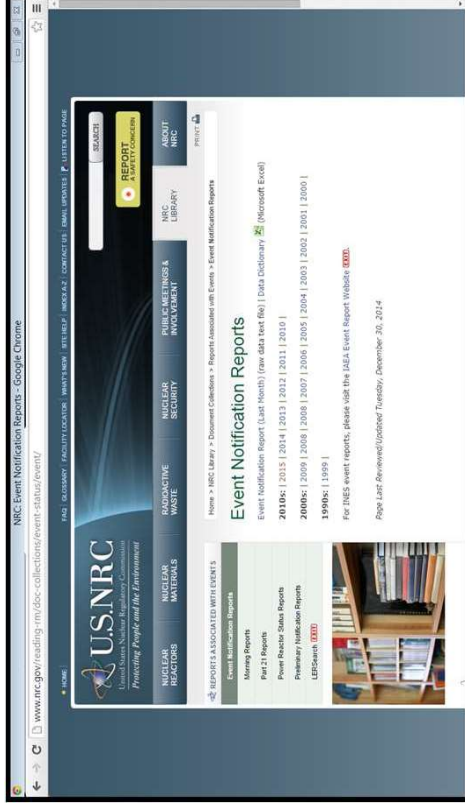 NRC: Event Notification Reports - Google Chrome
www.nrc.gov/reading-rm/doc-collections/event-status/event/
HOME FAQ | GLOSSARY | FACILITY LOCATOR | WHAT'S NEW | SITE HELP | INDEX A-Z | CONTACT US | EMAIL UPDATES | LISTEN TO PAGE
U.S.NRC
United States Nuclear Regulatory Commission
Protecting People and the Environment
SEARCH
REPORT
A SAFETY CONCERN
NUCLEAR REACTORS
NUCLEAR MATERIALS
RADIOACTIVE WASTE
NUCLEAR SECURITY
PUBLIC MEETINGS & INVOLVEMENT
NRC LIBRARY
ABOUT NRC
PRINT
Home > NRC Library > Document Collections > Reports Associated with Events > Event Notification Reports
REPORTS ASSOCIATED WITH EVENTS
Event Notification Reports
Morning Reports
Part 21 Reports
Power Reactor Status Reports
Preliminary Notification Reports
LERSearch EXIT
Event Notification Reports
Event Notification Report (Last Month) (raw data text file) | Data Dictionary (Microsoft Excel)
2010s: | 2015 | 2014 | 2013 | 2012 | 2011 | 2010 |
2000s: | 2009 | 2008 | 2007 | 2006 | 2005 | 2004 | 2003 | 2002 | 2001 | 2000 |
1990s: | 1999 |
For INES event reports, please visit the IAEA Event Report Website EXIT.
Page Last Reviewed/Updated Tuesday, December 30, 2014